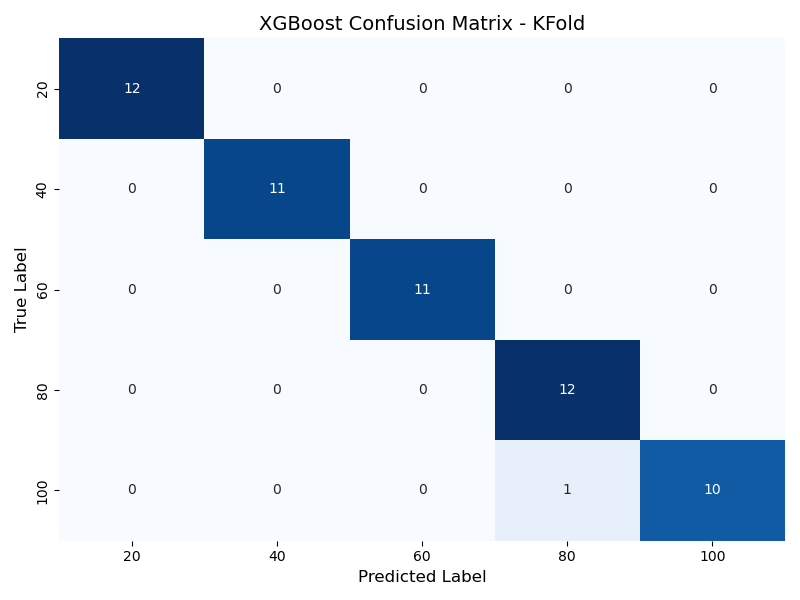 XGBoost Confusion Matrix - KFold
True Label
20 12 0 0 0 0
40 0 11 0 0 0
60 0 0 11 0 0
80 0 0 0 12 0
100 0 0 0 1 10
20 40 60 80 100
Predicted Label